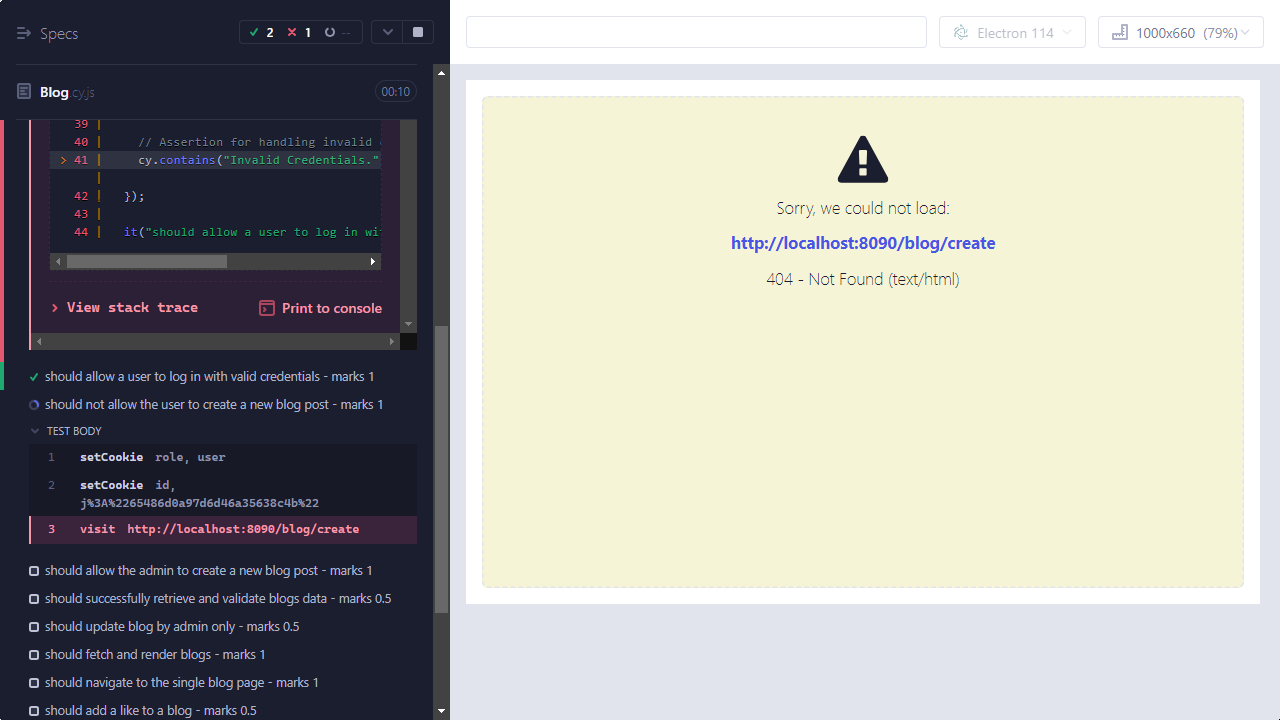 Specs
2
1
--
Blog.cy.js
00:10
39
40 // Assertion for handling invalid
> 41 cy.contains("Invalid Credentials."
42 });
43
44 it("should allow a user to log in wi
View stack trace
Print to console
should allow a user to log in with valid credentials - marks 1
should not allow the user to create a new blog post - marks 1
TEST BODY
1 setCookie role, user
2 setCookie id,
j%3A%2265486d0a97d6d46a35638c4b%22
3 visit http://localhost:8090/blog/create
should allow the admin to create a new blog post - marks 1
should successfully retrieve and validate blogs data - marks 0.5
should update blog by admin only - marks 0.5
should fetch and render blogs - marks 1
should navigate to the single blog page - marks 1
should add a like to a blog - marks 0.5
Electron 114
1000x660 (79%)
Sorry, we could not load:
http://localhost:8090/blog/create
404 - Not Found (text/html)